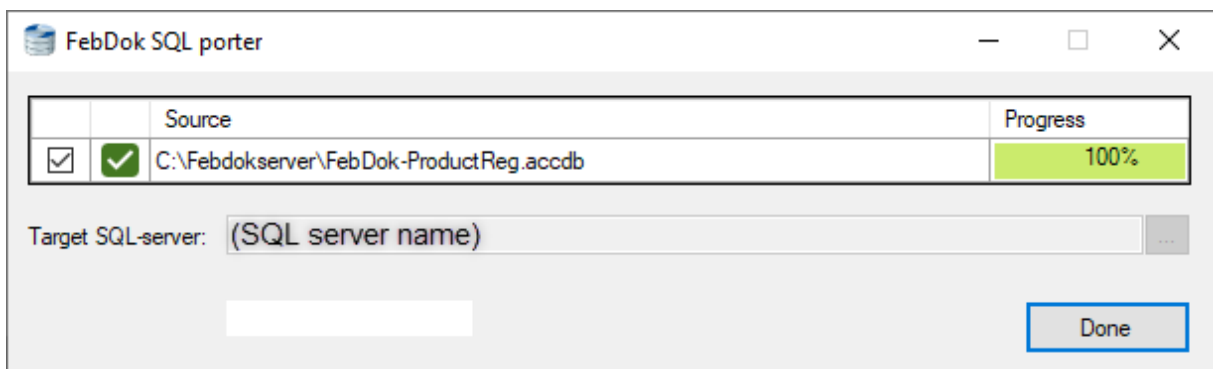 FebDok SQL porter
Source Progress
C:\Febdokserver\FebDok-ProductReg.accdb 100%
Target SQL-server: (SQL server name) ...
Done